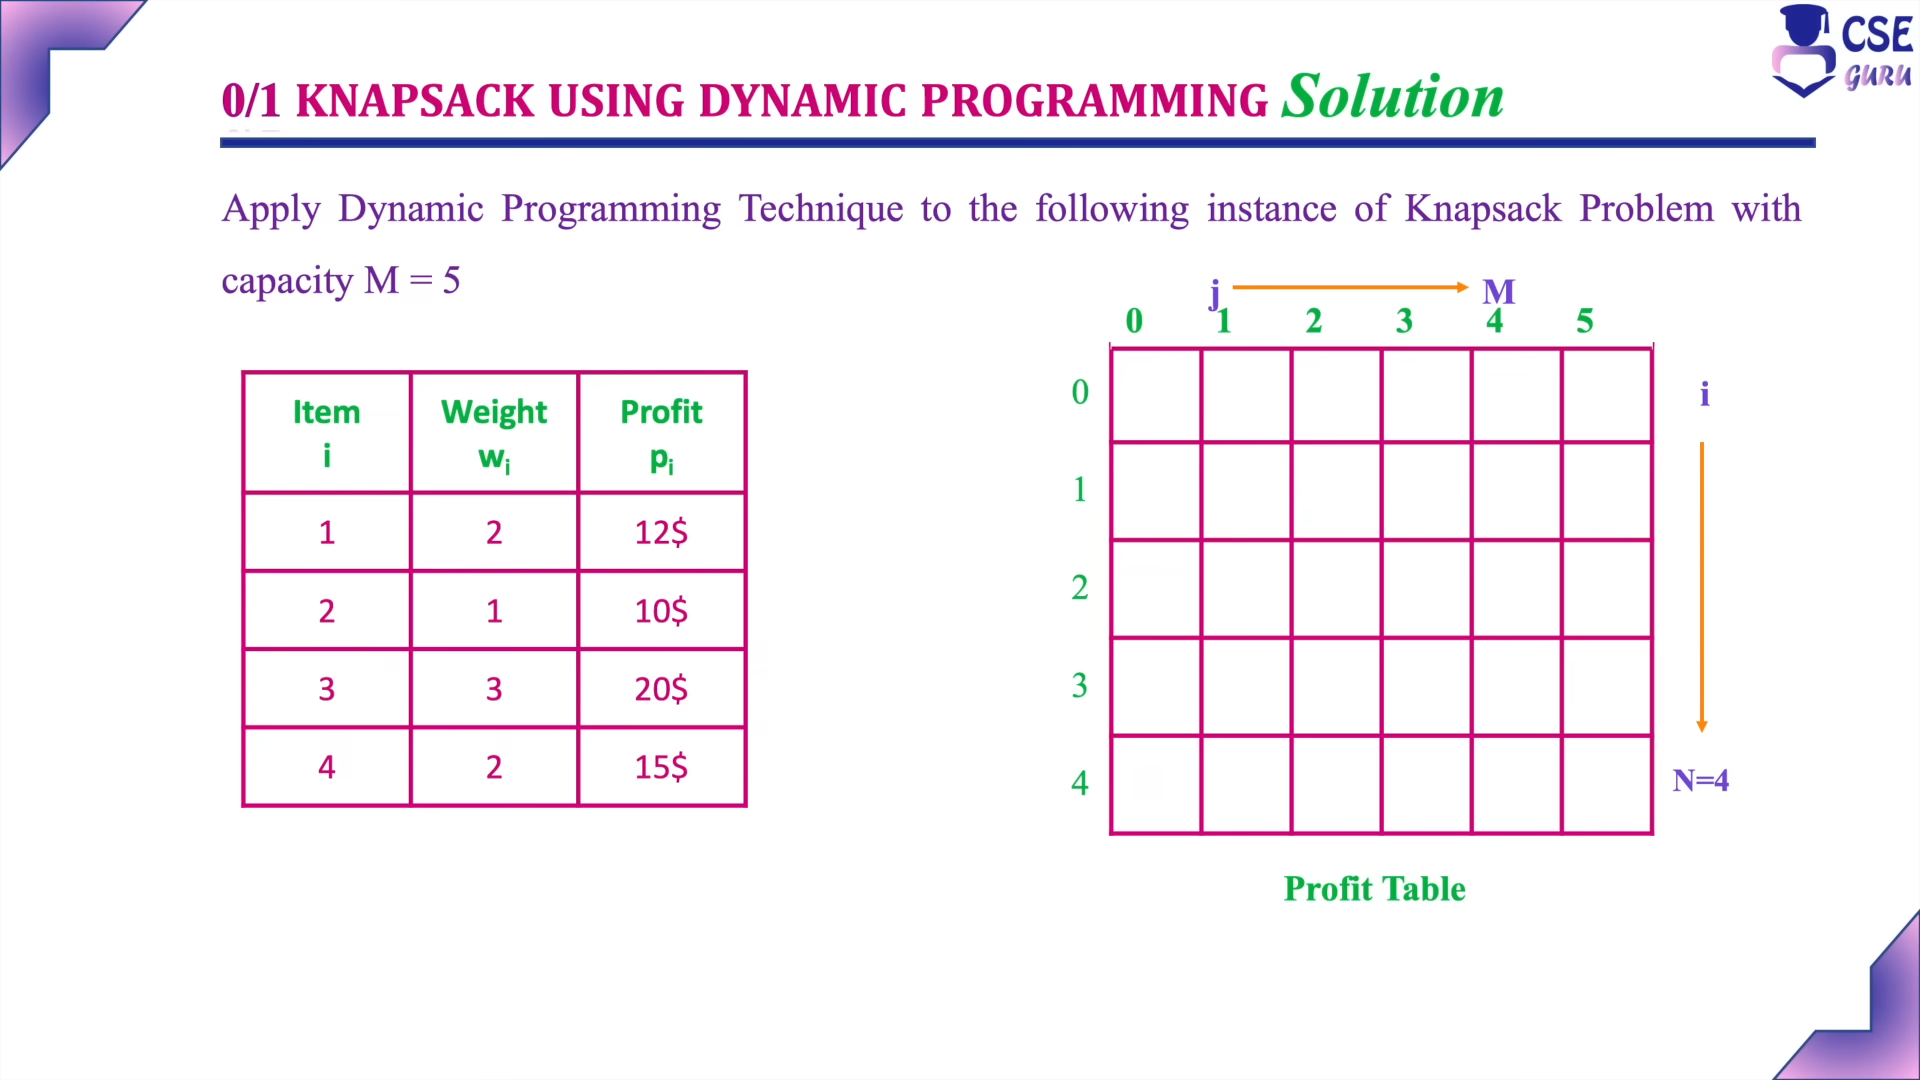 CSE
GURU
0/1 KNAPSACK USING DYNAMIC PROGRAMMING Solution
Apply Dynamic Programming Technique to the following instance of Knapsack Problem with
capacity M = 5
Item i Weight wi Profit pi
1 2 12$
2 1 10$
3 3 20$
4 2 15$
j M
0 1 2 3 4 5
0 i
1
2
3
4 N=4
Profit Table